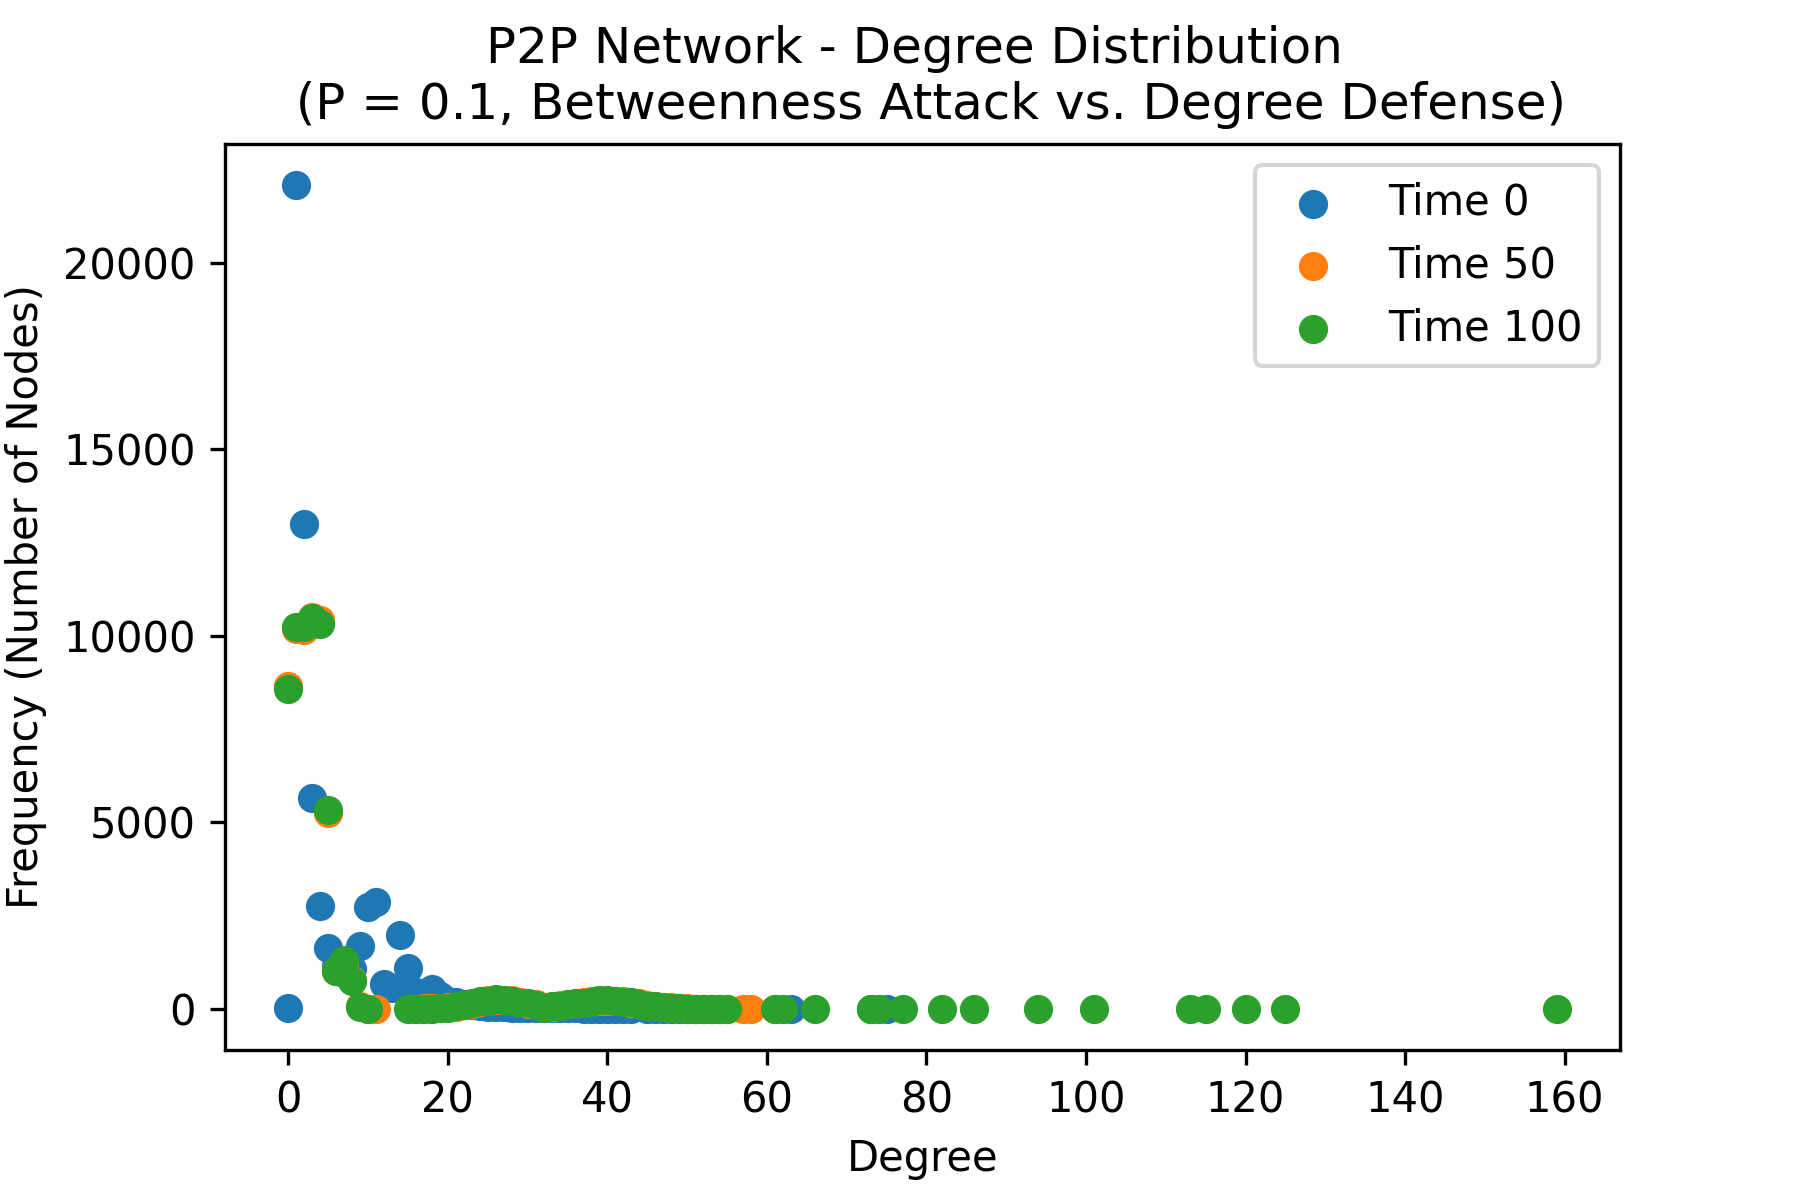 P2P Network - Degree Distribution
(P = 0.1, Betweenness Attack vs. Degree Defense)
Time 0
Time 50
Time 100
Frequency (Number of Nodes)
20000
15000
10000
5000
0
0 20 40 60 80 100 120 140 160
Degree